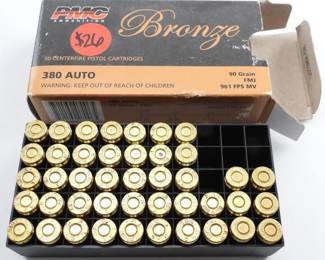 PMC
AMMUNITION
$26
Bronze
50 CENTERFIRE PISTOL CARTRIDGES
380 AUTO
90 Grain
FMJ
961 FPS MV
WARNING: KEEP OUT OF REACH OF CHILDREN